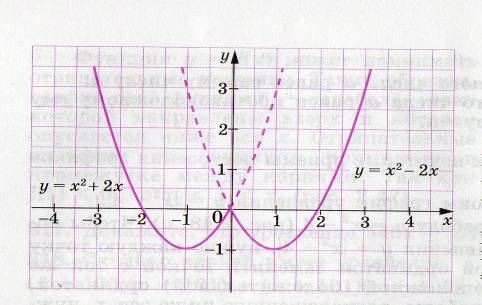 y
3
2
1
y = x² + 2x
y = x² − 2x
−4 −3 −2 −1 0 1 2 3 4 x
−1